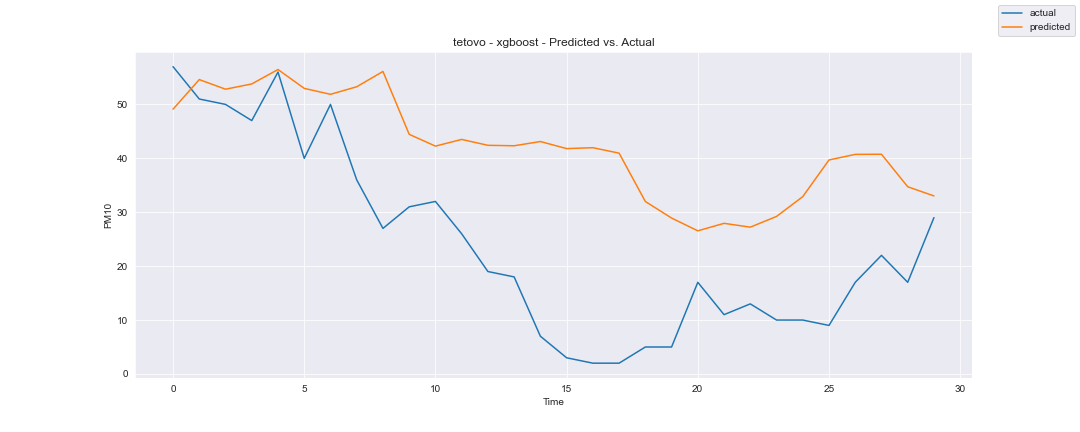 actual
predicted
tetovo - xgboost - Predicted vs. Actual
50
40
30
20
10
0
PM10
0 5 10 15 20 25 30
Time